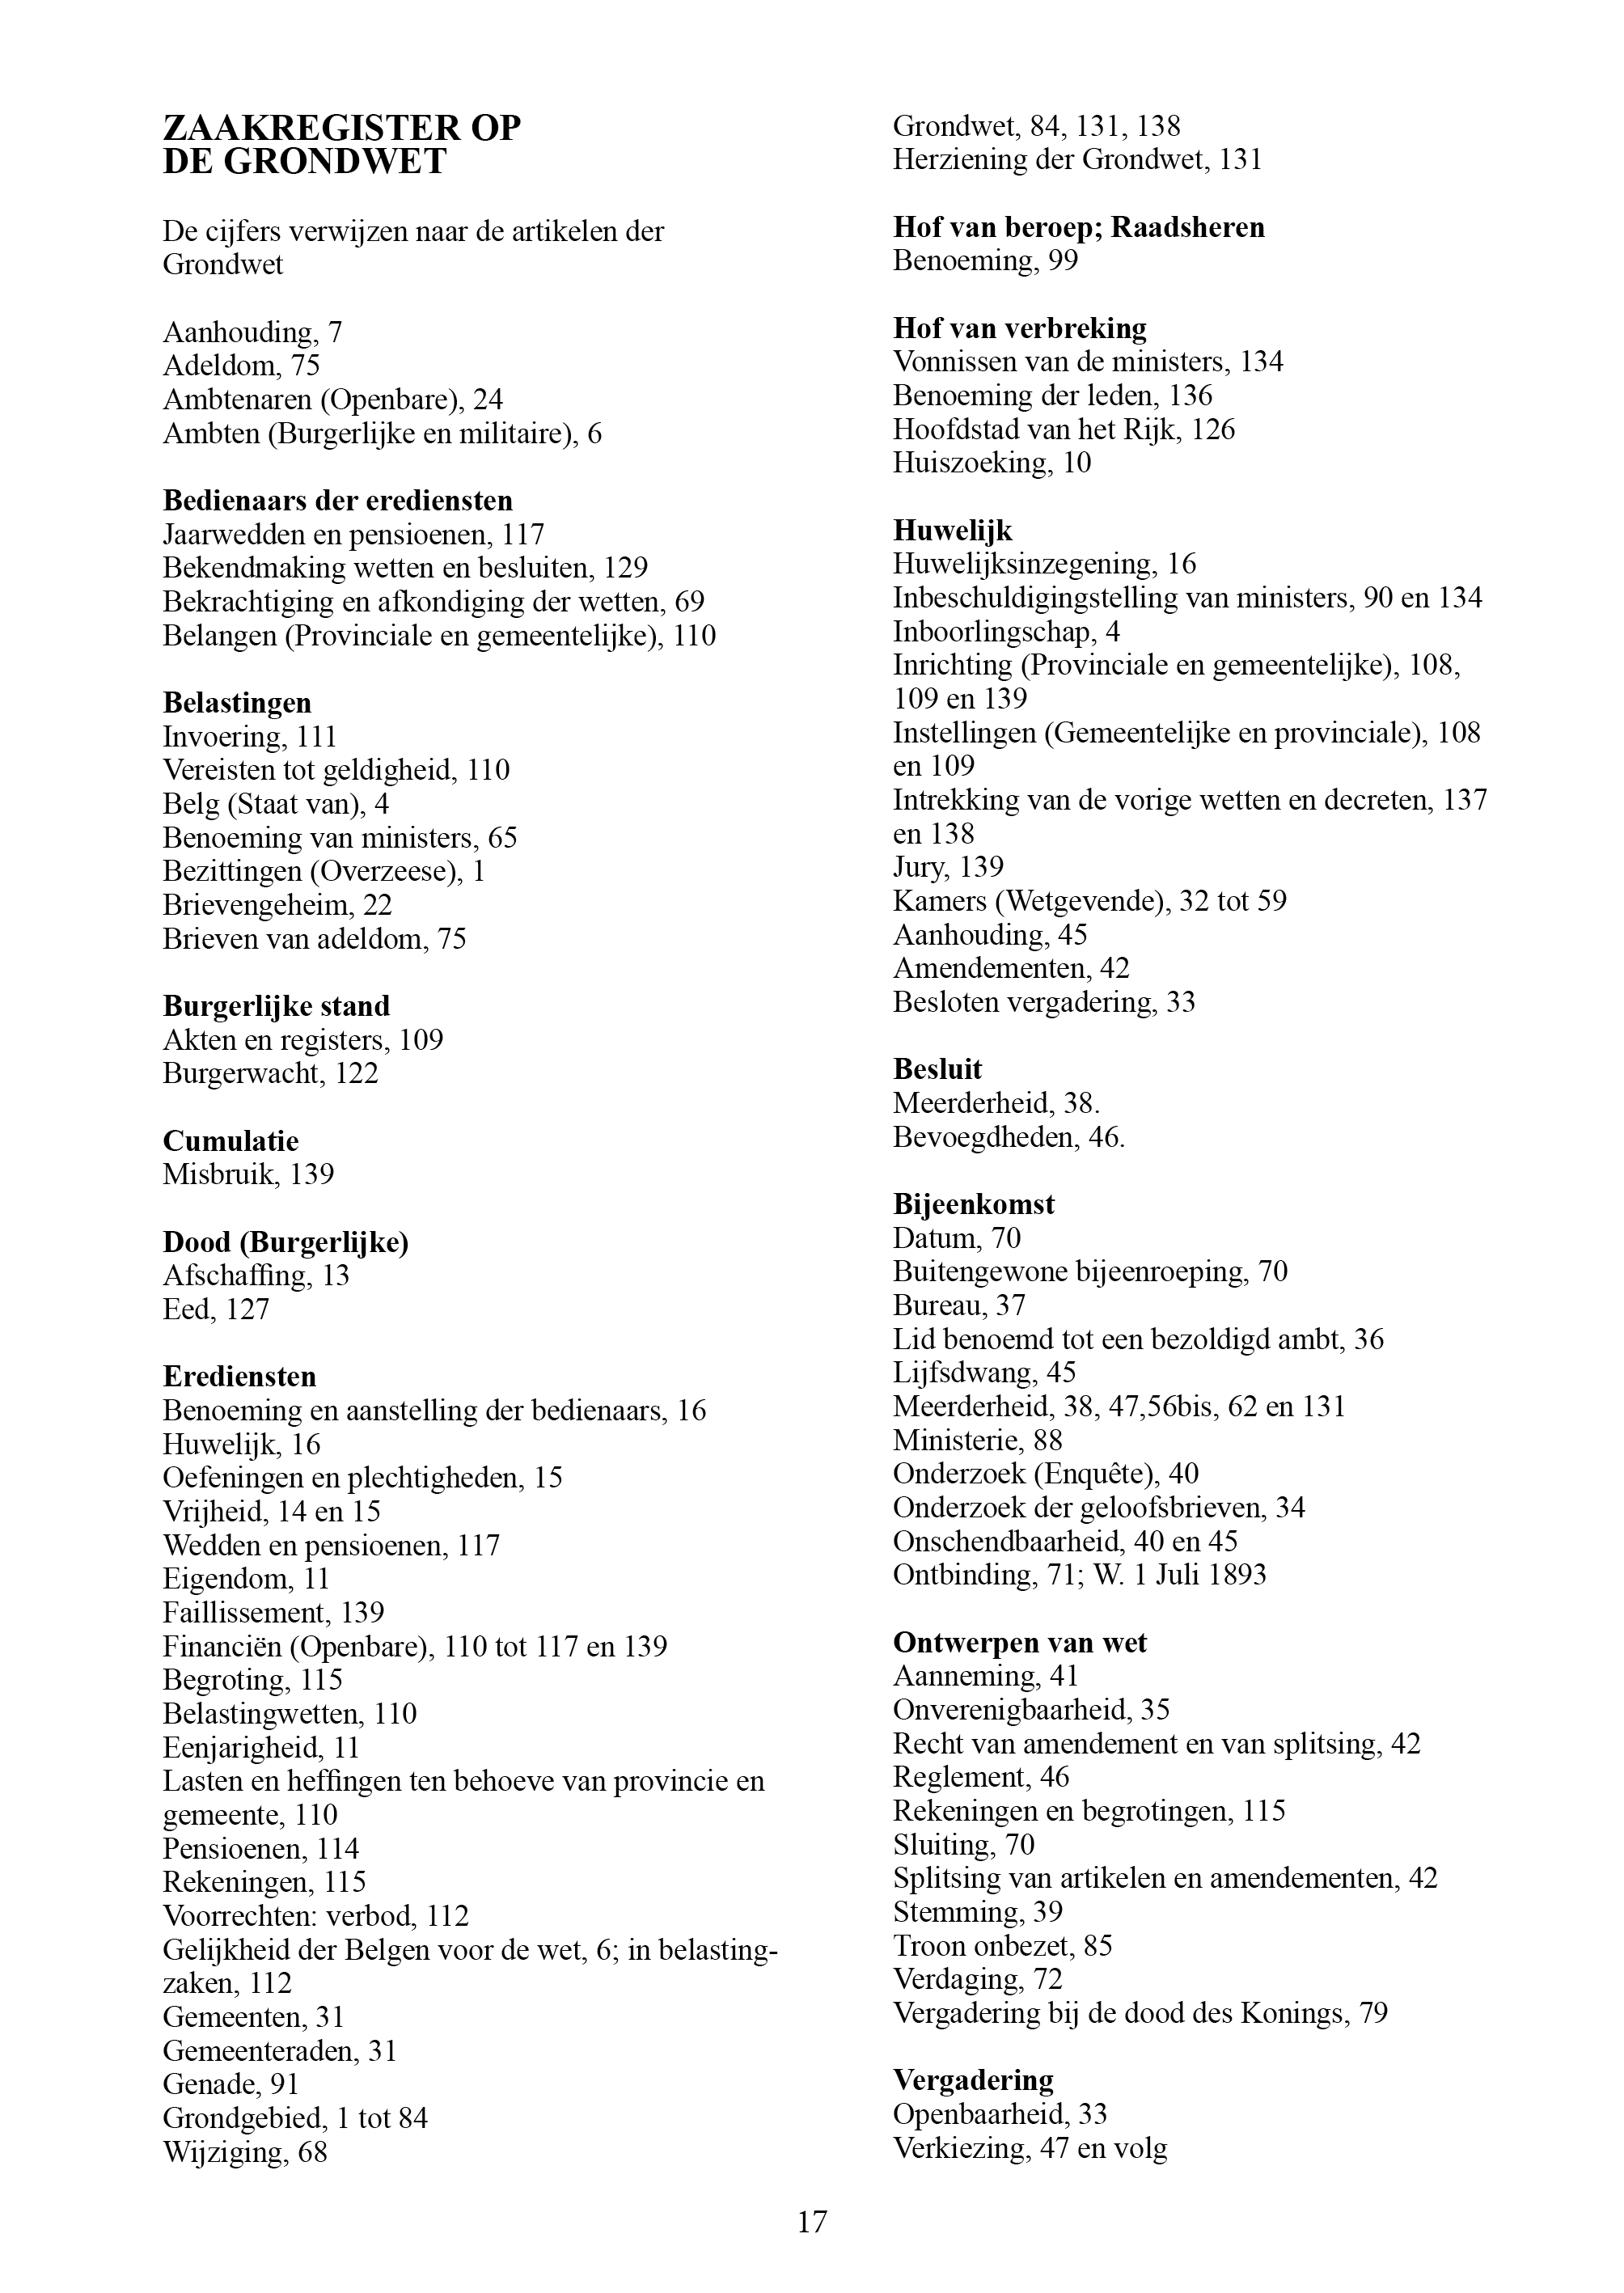 ZAAKREGISTER OP
DE GRONDWET
De cijfers verwijzen naar de artikelen der
Grondwet
Aanhouding, 7
Adeldom, 75
Ambtenaren (Openbare), 24
Ambten (Burgerlijke en militaire), 6
Bedienaars der erediensten
Jaarwedden en pensioenen, 117
Bekendmaking wetten en besluiten, 129
Bekrachtiging en afkondiging der wetten, 69
Belangen (Provinciale en gemeentelijke), 110
Belastingen
Invoering, 111
Vereisten tot geldigheid, 110
Belg (Staat van), 4
Benoeming van ministers, 65
Bezittingen (Overzeese), 1
Brievengeheim, 22
Brieven van adeldom, 75
Burgerlijke stand
Akten en registers, 109
Burgerwacht, 122
Cumulatie
Misbruik, 139
Dood (Burgerlijke)
Afschaffing, 13
Eed, 127
Erediensten
Benoeming en aanstelling der bedienaars, 16
Huwelijk, 16
Oefeningen en plechtigheden, 15
Vrijheid, 14 en 15
Wedden en pensioenen, 117
Eigendom, 11
Faillissement, 139
Financiën (Openbare), 110 tot 117 en 139
Begroting, 115
Belastingwetten, 110
Eenjarigheid, 11
Lasten en heffingen ten behoeve van provincie en
gemeente, 110
Pensioenen, 114
Rekeningen, 115
Voorrechten: verbod, 112
Gelijkheid der Belgen voor de wet, 6; in belasting-
zaken, 112
Gemeenten, 31
Gemeenteraden, 31
Genade, 91
Grondgebied, 1 tot 84
Wijziging, 68
Grondwet, 84, 131, 138
Herziening der Grondwet, 131
Hof van beroep; Raadsheren
Benoeming, 99
Hof van verbreking
Vonnissen van de ministers, 134
Benoeming der leden, 136
Hoofdstad van het Rijk, 126
Huiszoeking, 10
Huwelijk
Huwelijksinzegening, 16
Inbeschuldigingstelling van ministers, 90 en 134
Inboorlingschap, 4
Inrichting (Provinciale en gemeentelijke), 108,
109 en 139
Instellingen (Gemeentelijke en provinciale), 108
en 109
Intrekking van de vorige wetten en decreten, 137
en 138
Jury, 139
Kamers (Wetgevende), 32 tot 59
Aanhouding, 45
Amendementen, 42
Besloten vergadering, 33
Besluit
Meerderheid, 38.
Bevoegdheden, 46.
Bijeenkomst
Datum, 70
Buitengewone bijeenroeping, 70
Bureau, 37
Lid benoemd tot een bezoldigd ambt, 36
Lijfsdwang, 45
Meerderheid, 38, 47,56bis, 62 en 131
Ministerie, 88
Onderzoek (Enquête), 40
Onderzoek der geloofsbrieven, 34
Onschendbaarheid, 40 en 45
Ontbinding, 71; W. 1 Juli 1893
Ontwerpen van wet
Aanneming, 41
Onverenigbaarheid, 35
Recht van amendement en van splitsing, 42
Reglement, 46
Rekeningen en begrotingen, 115
Sluiting, 70
Splitsing van artikelen en amendementen, 42
Stemming, 39
Troon onbezet, 85
Verdaging, 72
Vergadering bij de dood des Konings, 79
Vergadering
Openbaarheid, 33
Verkiezing, 47 en volg
17